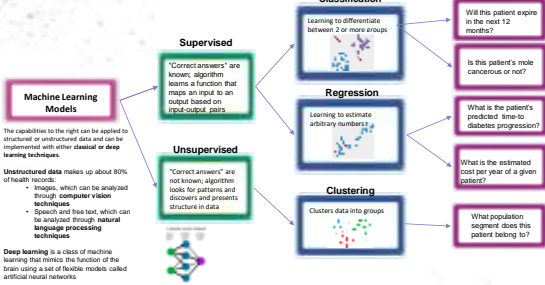 Classification
Learning to differentiate
between 2 or more groups
Will this patient expire
in the next 12
months?
Is this patient's mole
cancerous or not?
Supervised
"Correct answers" are
known; algorithm
learns a function that
maps an input to an
output based on
input-output pairs
Machine Learning
Models
Regression
Learning to estimate
arbitrary numbers
What is the patient's
predicted time-to
diabetes progression?
What is the estimated
cost per year of a given
patient?
The capabilities to the right can be applied to
structured or unstructured data and can be
implemented with either classical or deep
learning techniques.
Unstructured data makes up about 80%
of health records:
• Images, which can be analyzed
through computer vision
techniques
• Speech and free text, which can
be analyzed through natural
language processing
techniques
Deep learning is a class of machine
learning that mimics the function of the
brain using a set of flexible models called
artificial neural networks
Unsupervised
"Correct answers" are
not known; algorithm
looks for patterns and
discovers and presents
structure in data
Clustering
Clusters data into groups
What population
segment does this
patient belong to?